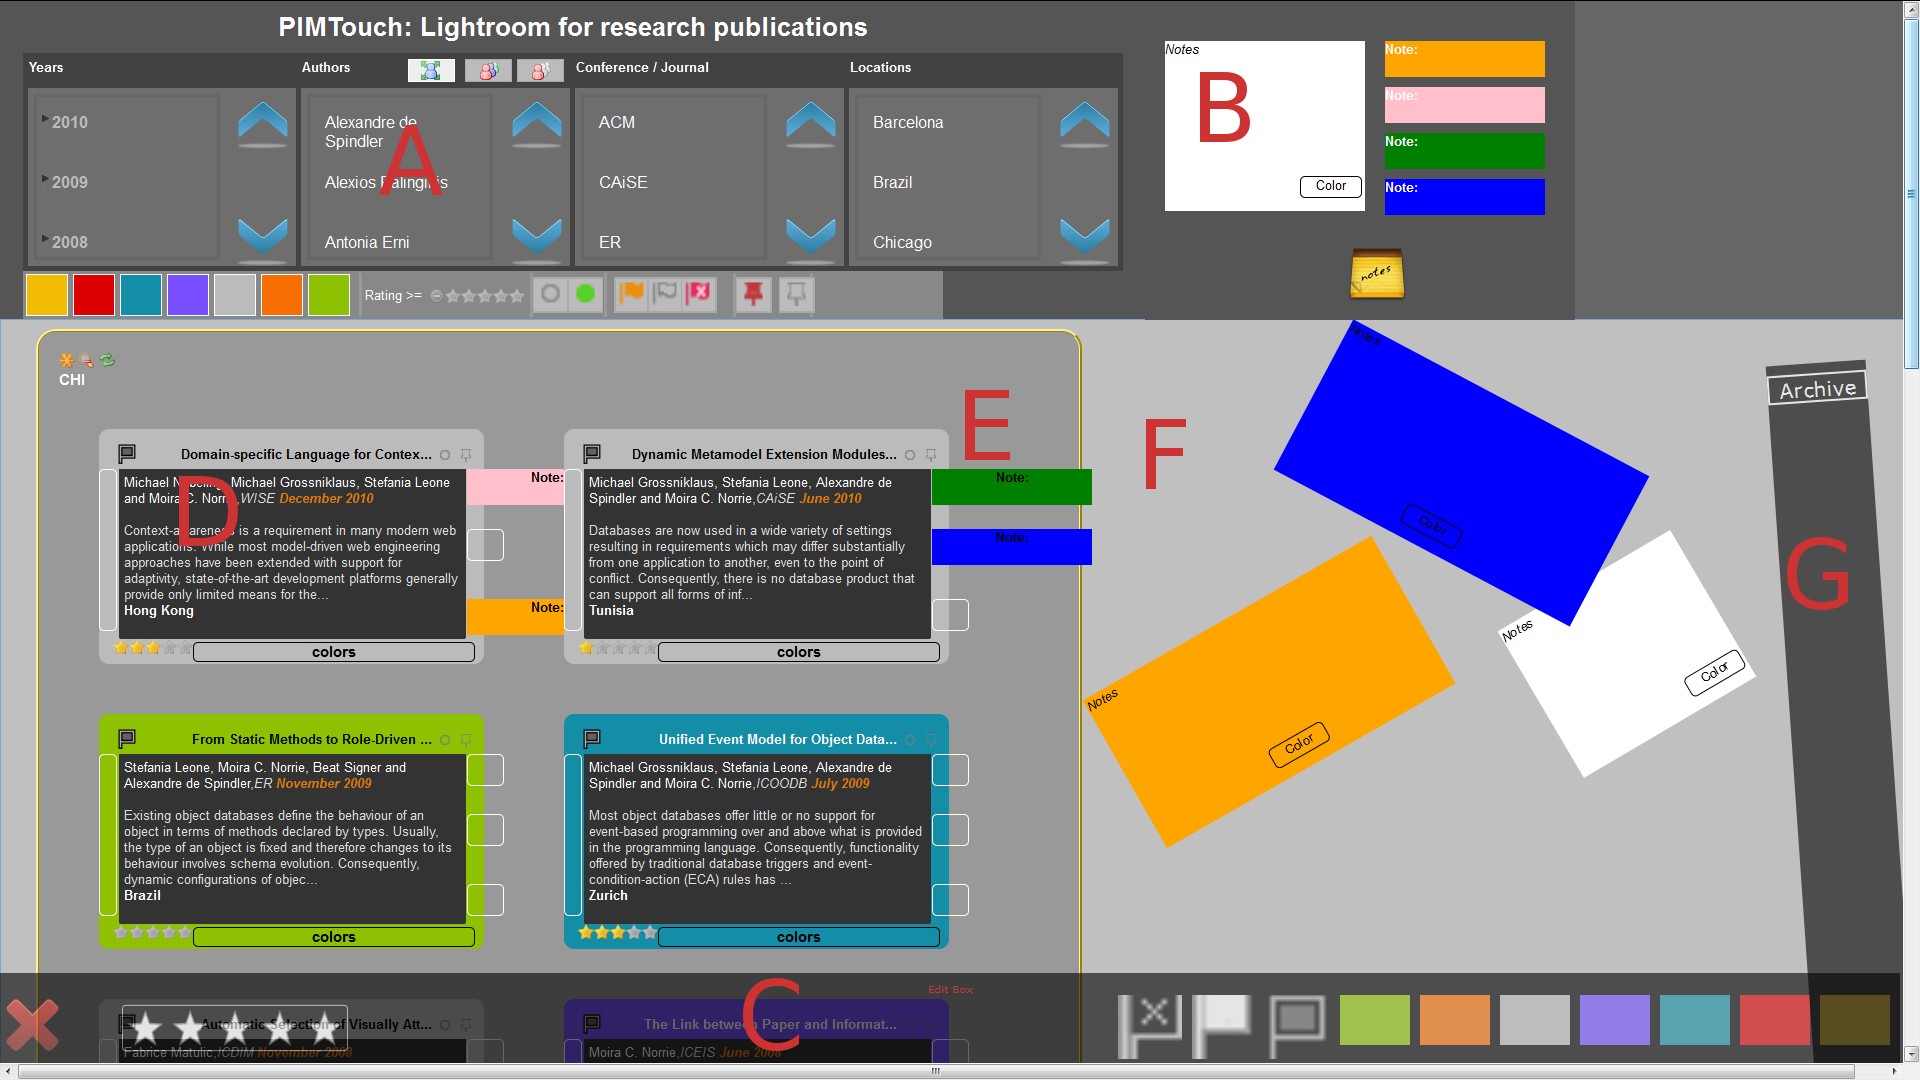 PIMTouch: Lightroom for research publications
Years
Authors
Conference / Journal
Locations
2010
2009
2008
Alexandre de
Spindler
Alexios
Antonia Erni
ACM
CAiSE
ER
Barcelona
Brazil
Chicago
A
Notes
B
Color
Note:
Note:
Note:
Note:
notes
Rating >=
CHI
Domain-specific Language for Contex...
Michael Michael Grossniklaus, Stefania Leone
and Moira C. Norrie,WISE December 2010
Context-awareness is a requirement in many modern web
applications. While most model-driven web engineering
approaches have been extended with support for
adaptivity, state-of-the-art development platforms generally
provide only limited means for the...
Hong Kong
colors
D
Note:
Note:
Dynamic Metamodel Extension Modules...
Michael Grossniklaus, Stefania Leone, Alexandre de
Spindler and Moira C. Norrie,CAiSE June 2010
Databases are now used in a wide variety of settings
resulting in requirements which may differ substantially
from one application to another, even to the point of
conflict. Consequently, there is no database product that
can support all forms of inf...
Tunisia
colors
Note:
Note:
E
F
Notes
Color
Notes
Color
Notes
Color
Archive
G
From Static Methods to Role-Driven ...
Stefania Leone, Moira C. Norrie, Beat Signer and
Alexandre de Spindler,ER November 2009
Existing object databases define the behaviour of an
object in terms of methods declared by types. Usually,
the type of an object is fixed and therefore changes to its
behaviour involves schema evolution. Consequently,
dynamic configurations of objec...
Brazil
colors
Unified Event Model for Object Data...
Michael Grossniklaus, Stefania Leone, Alexandre de
Spindler and Moira C. Norrie,ICOODB July 2009
Most object databases offer little or no support for
event-based programming over and above what is provided
in the programming language. Consequently, functionality
offered by traditional database triggers and event-
condition-action (ECA) rules has ...
Zurich
colors
C
Edit Box
Automatic Selection of Visually Att...
Fabrice Matulic,ICDIM November 2008
The Link between Paper and Informat...
Moira C. Norrie,ICEIS June 2008